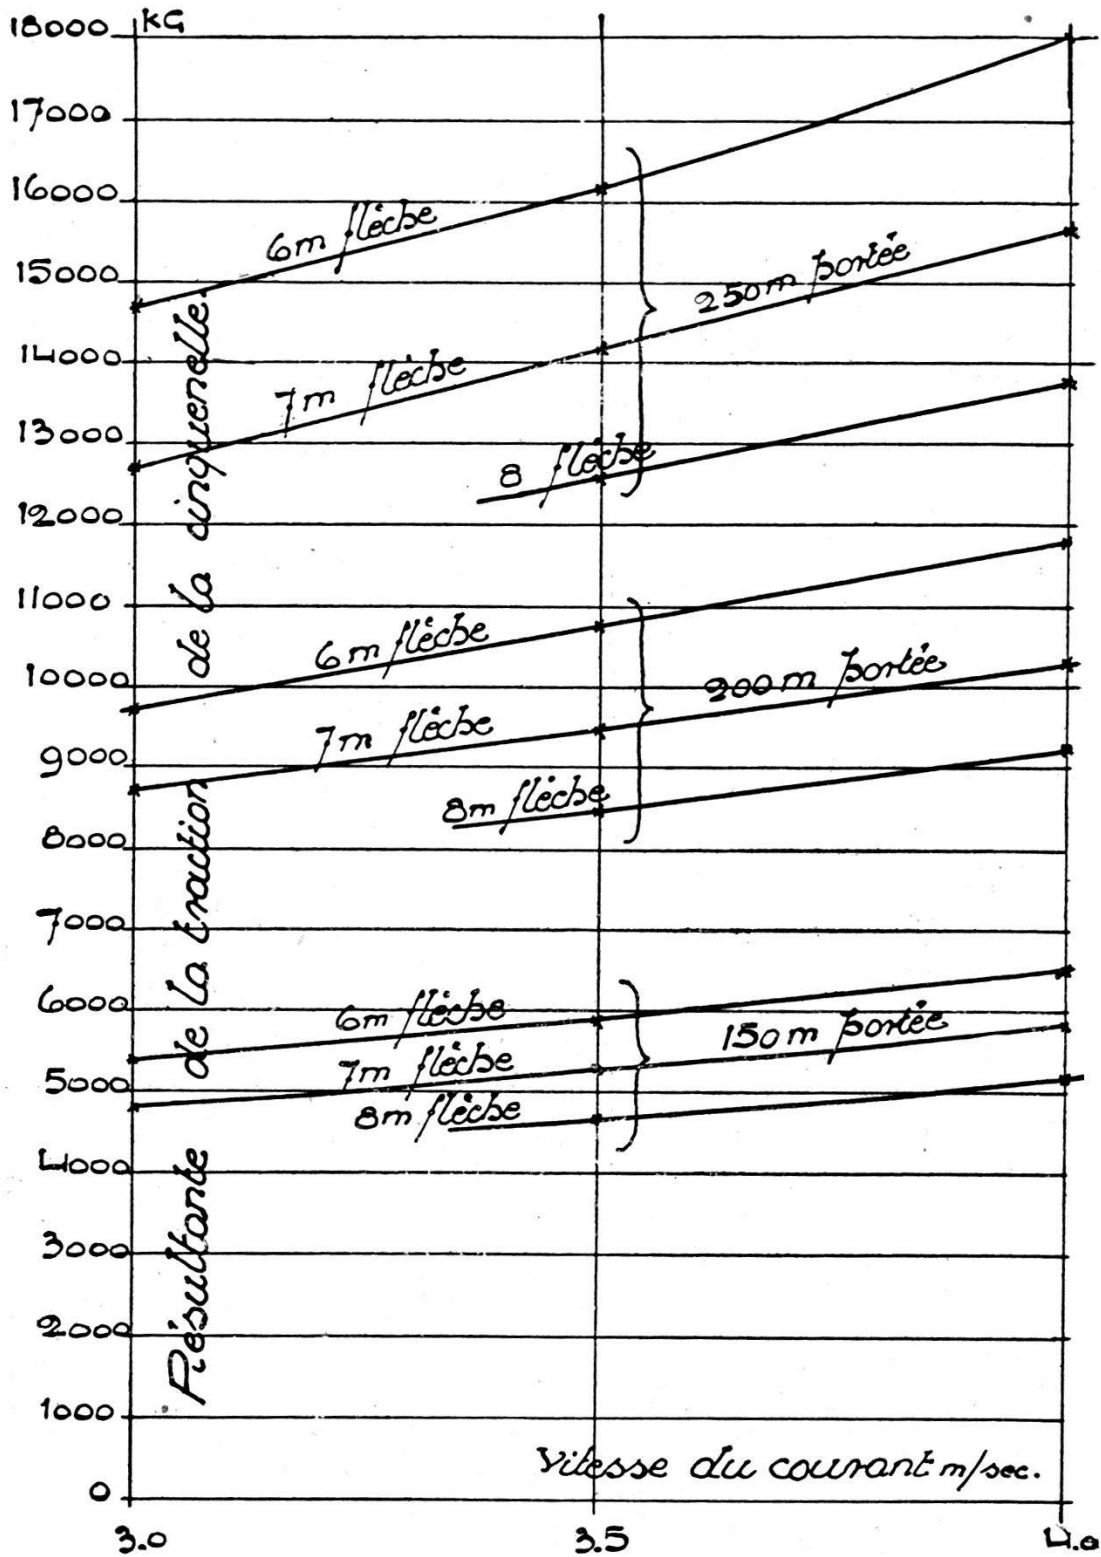 18000 KG
17000
16000
6m flèche
15000
250m portée
14000
7m flèche
13000
8 flèche
12000
11000
6m flèche
10000
200m portée
7m flèche
9000
8m flèche
8000
7000
6000
6m flèche
150m portée
7m flèche
5000
8m flèche
4000
3000
2000
1000
0
Résultante de la traction de la cinquenelle.
Vitesse du courant m/sec.
3.0 3.5 4.0